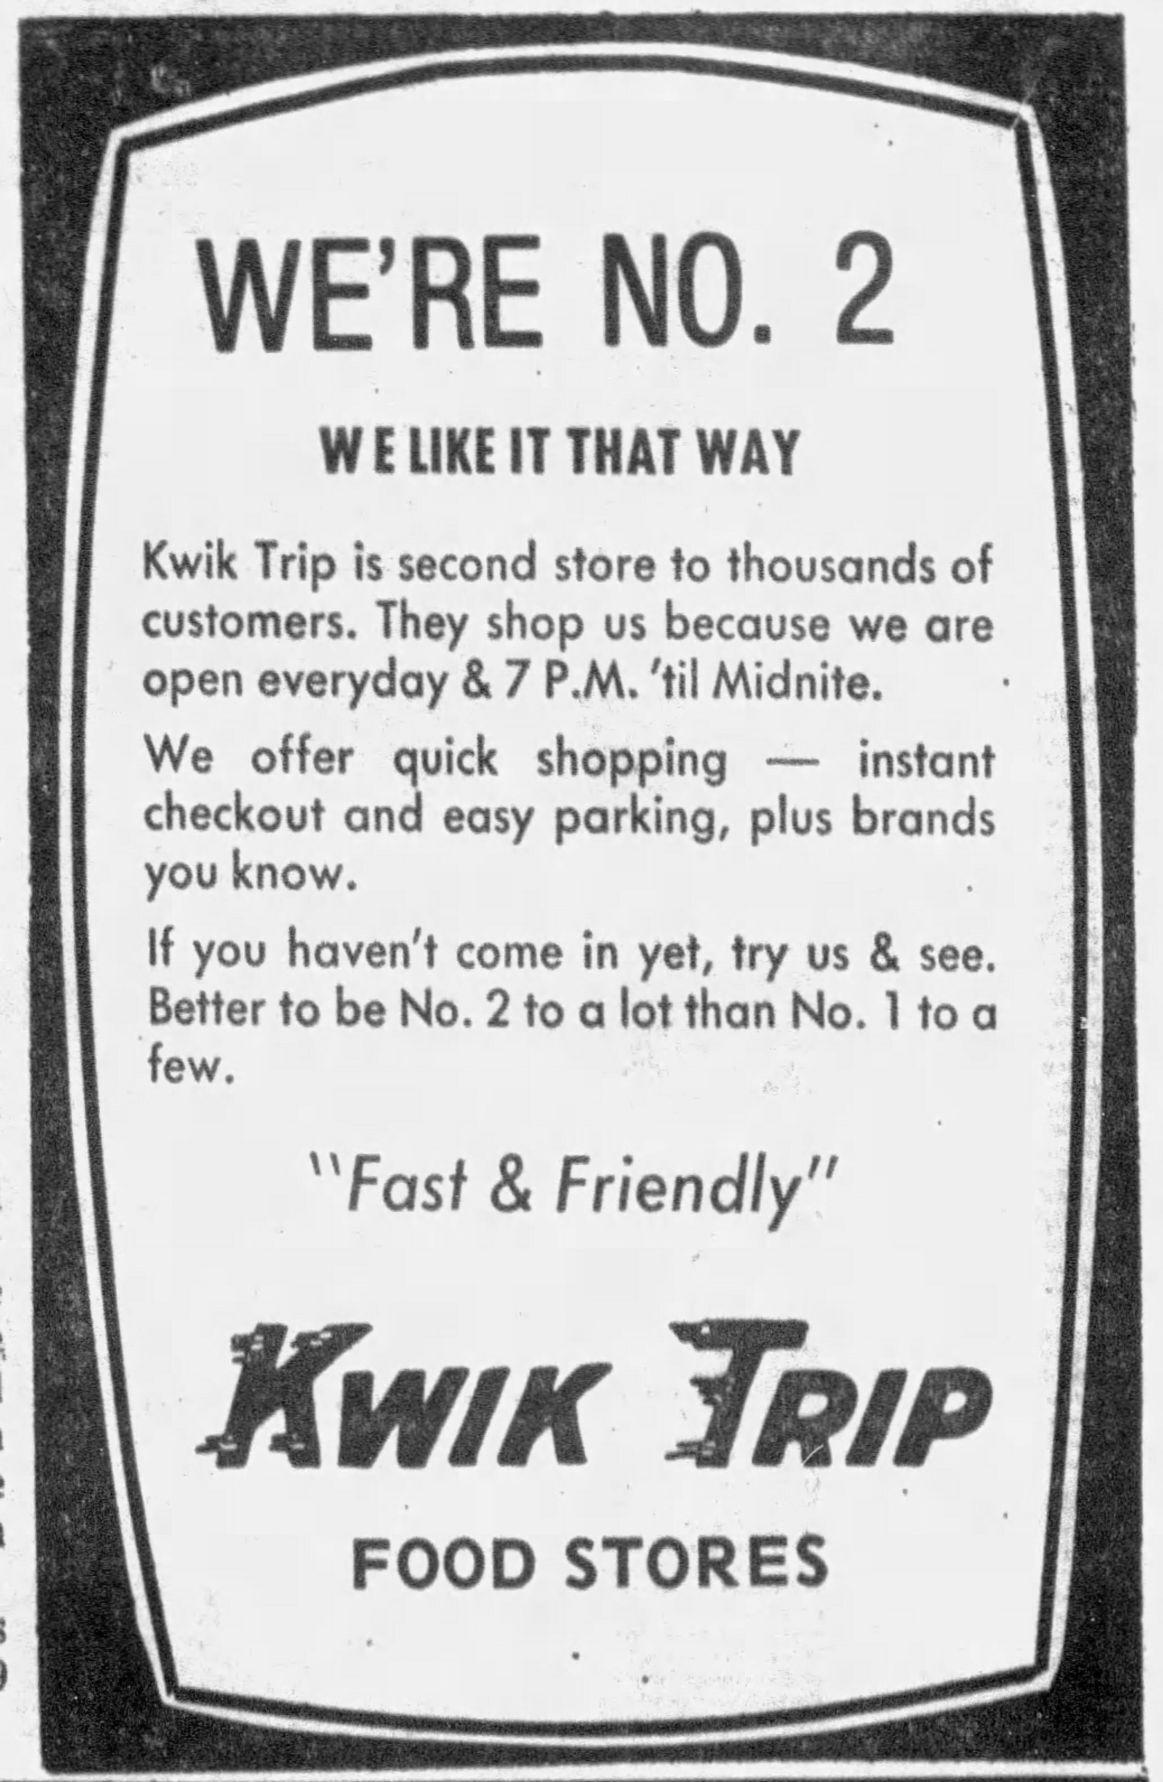 WE'RE NO. 2
WE LIKE IT THAT WAY
Kwik Trip is second store to thousands of
customers. They shop us because we are
open everyday & 7 P.M. 'til Midnite.
We offer quick shopping — instant
checkout and easy parking, plus brands
you know.
If you haven't come in yet, try us & see.
Better to be No. 2 to a lot than No. 1 to a
few.
"Fast & Friendly"
KWIK TRIP
FOOD STORES